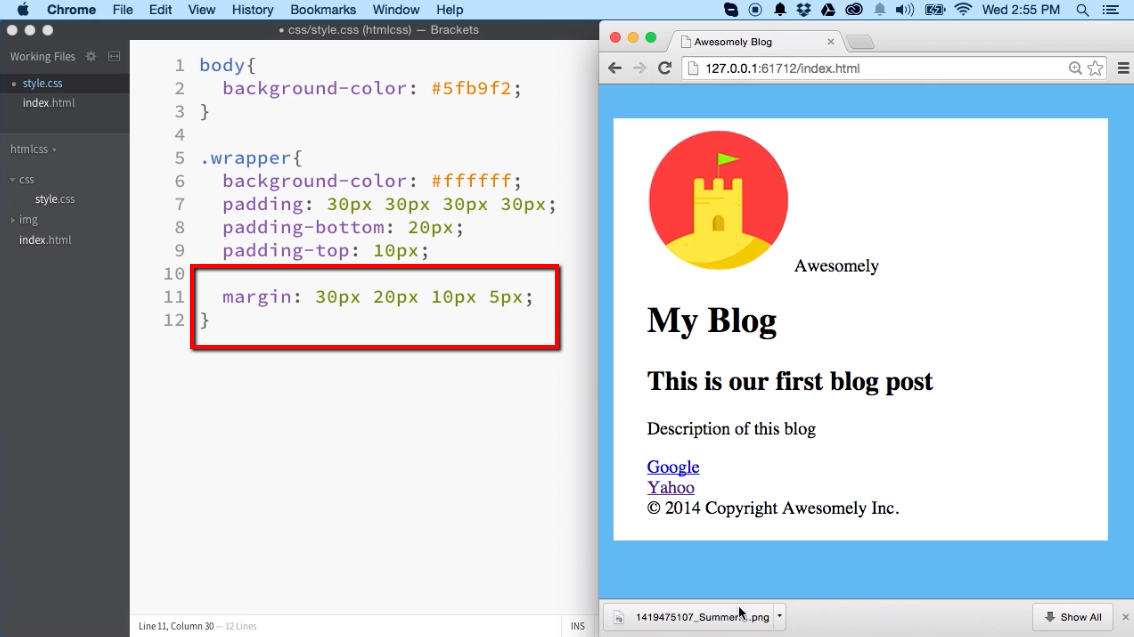 Chrome File Edit View History Bookmarks Window Help Wed 2:55 PM
• css/style.css (htmlcss) — Brackets
Working Files
• style.css
index.html
htmlcss
css
style.css
img
index.html
1 body{
2 background-color: #5fb9f2;
3 }
4
5 .wrapper{
6 background-color: #ffffff;
7 padding: 30px 30px 30px 30px;
8 padding-bottom: 20px;
9 padding-top: 10px;
10
11 margin: 30px 20px 10px 5px;
12 }
Line 11, Column 30 — 12 Lines
INS
Awesomely Blog
127.0.0.1:61712/index.html
Awesomely
My Blog
This is our first blog post
Description of this blog
Google
Yahoo
© 2014 Copyright Awesomely Inc.
1419475107_Summer....png
Show All